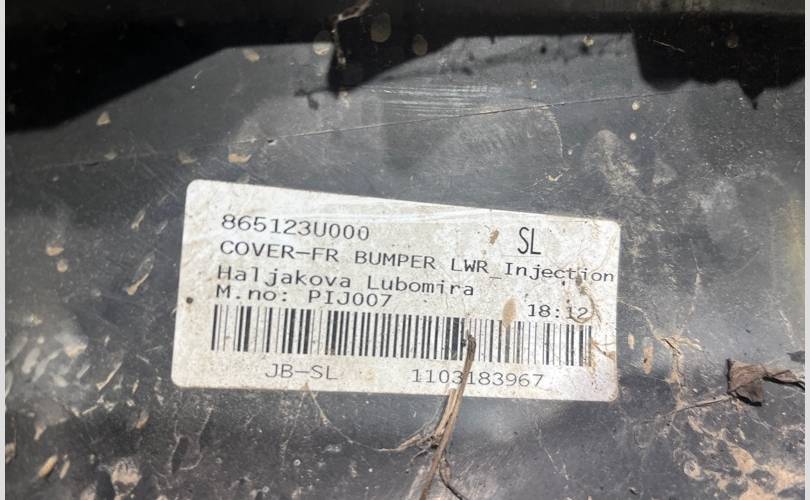 865123U000 SL
COVER-FR BUMPER LWR_Injection
Haljakova Lubomira
M.no: PIJ007 18:12
JB-SL 1103183967